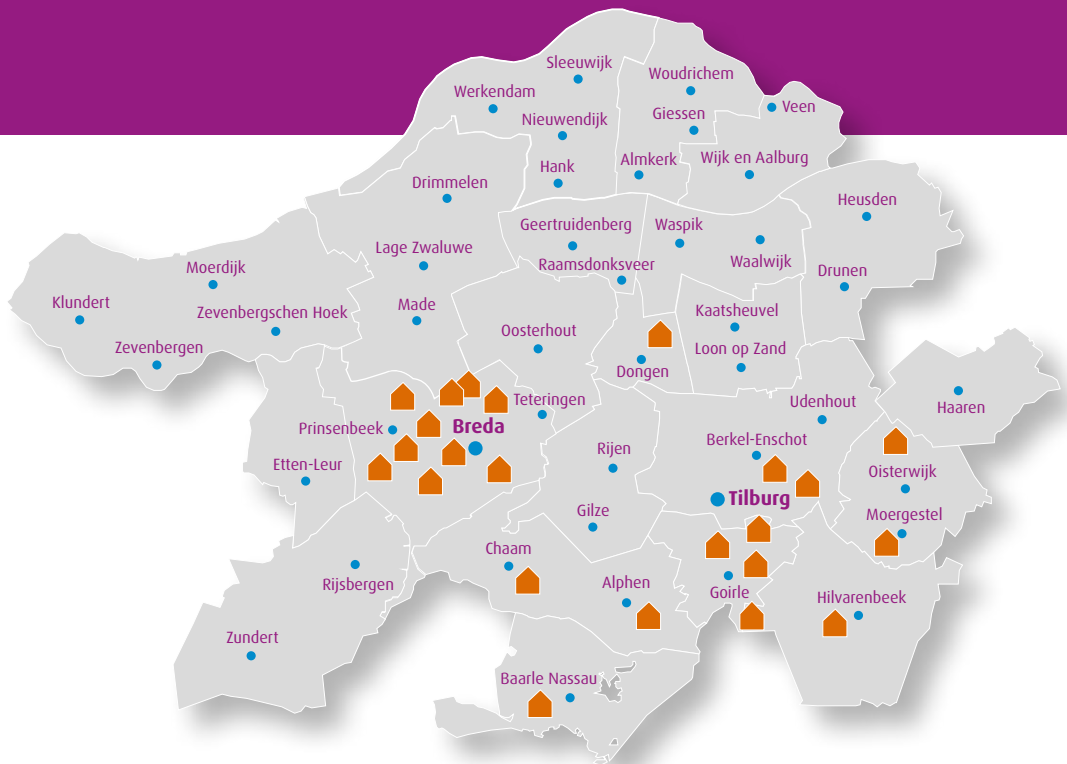 Sleeuwijk
Woudrichem
Werkendam
Veen
Giessen
Nieuwendijk
Almkerk
Wijk en Aalburg
Hank
Drimmelen
Heusden
Geertruidenberg
Waspik
Lage Zwaluwe
Waalwijk
Raamsdonksveer
Moerdijk
Drunen
Klundert
Made
Kaatsheuvel
Zevenbergschen Hoek
Oosterhout
Zevenbergen
Loon op Zand
Dongen
Teteringen
Udenhout
Haaren
Prinsenbeek
Breda
Berkel-Enschot
Rijen
Etten-Leur
Oisterwijk
Tilburg
Gilze
Moergestel
Chaam
Rijsbergen
Alphen
Goirle
Hilvarenbeek
Zundert
Baarle Nassau